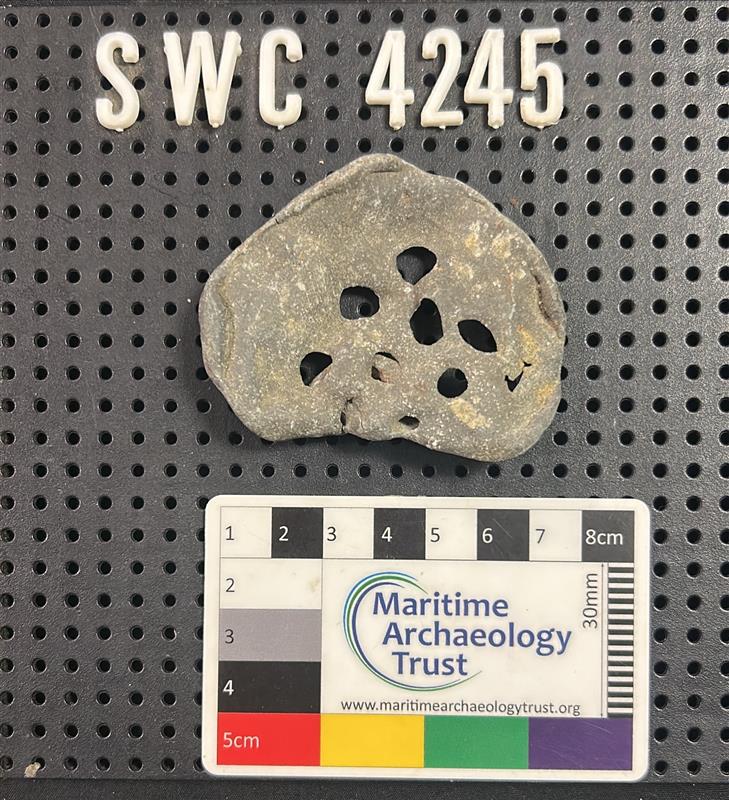 SWC 4245
1 2 3 4 5 6 7 8cm
2
3
4
5cm
Maritime
Archaeology
Trust
www.maritimearchaeologytrust.org
30mm